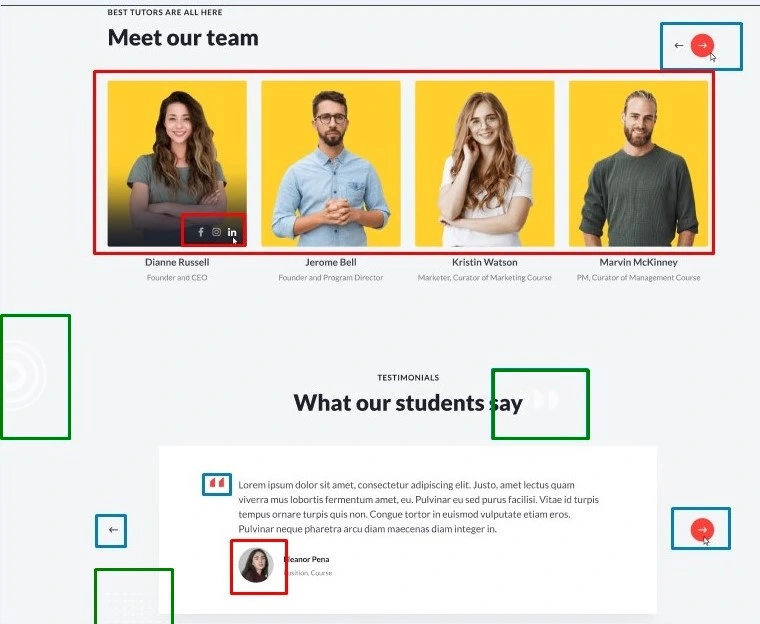 BEST TUTORS ARE ALL HERE
Meet our team
in
Dianne Russell
Founder and CEO
Jerome Bell
Founder and Program Director
Kristin Watson
Marketer, Curator of Marketing Course
Marvin McKinney
PM, Curator of Management Course
TESTIMONIALS
What our students say
Lorem ipsum dolor sit amet, consectetur adipiscing elit. Justo, amet lectus quam
viverra mus lobortis fermentum amet, eu. Pulvinar eu sed purus facilisi. Vitae id turpis
tempus ornare turpis quis non. Congue tortor in euismod vulputate etiam eros.
Pulvinar neque pharetra arcu diam maecenas diam integer in.
Eleanor Pena
Position, Course